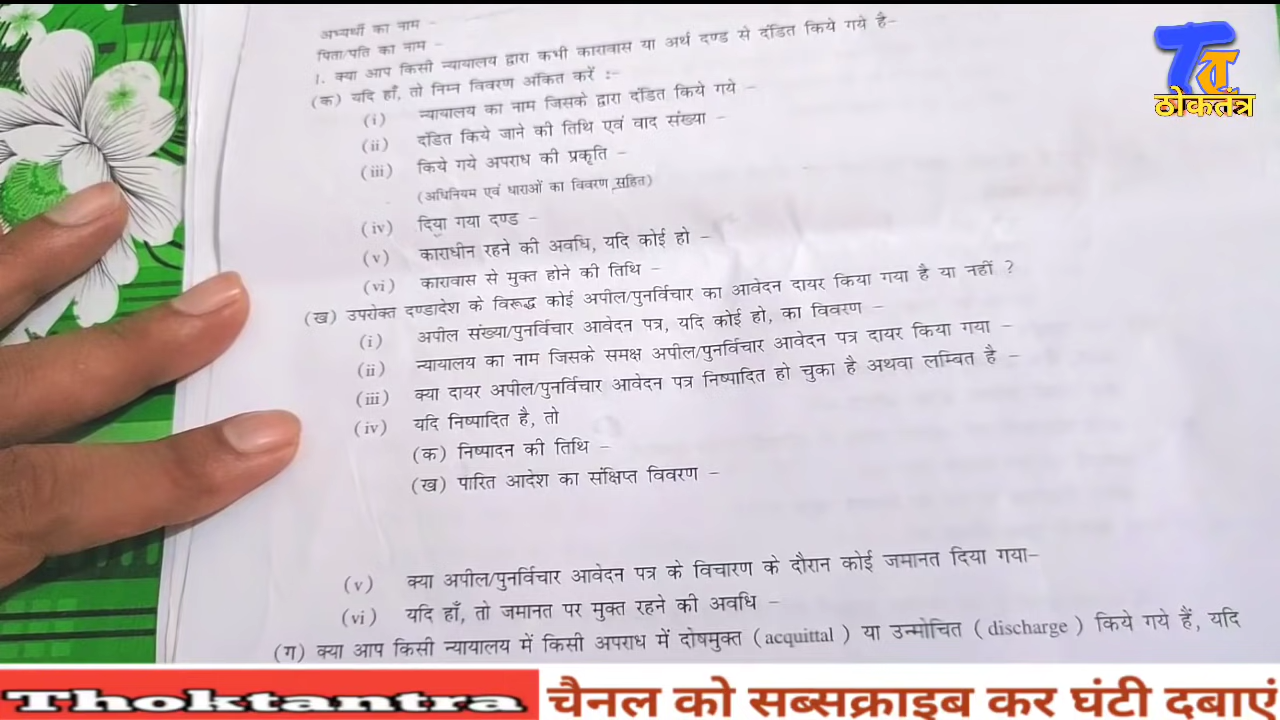 अभ्यर्थी का नाम -
पिता/पति का नाम -
1. क्या आप किसी न्यायालय द्वारा कभी कारावास या अर्थ दण्ड से दंडित किये गये है-
(क) यदि हाँ, तो निम्न विवरण अंकित करें :-
(i) न्यायालय का नाम जिसके द्वारा दंडित किये गये -
(ii) दंडित किये जाने की तिथि एवं वाद संख्या -
(iii) किये गये अपराध की प्रकृति -
(अधिनियम एवं धाराओं का विवरण सहित)
(iv) दिया गया दण्ड -
(v) काराधीन रहने की अवधि, यदि कोई हो -
(vi) कारावास से मुक्त होने की तिथि -
(ख) उपरोक्त दण्डादेश के विरूद्ध कोई अपील/पुनर्विचार का आवेदन दायर किया गया है या नहीं ?
(i) अपील संख्या/पुनर्विचार आवेदन पत्र, यदि कोई हो, का विवरण -
(ii) न्यायालय का नाम जिसके समक्ष अपील/पुनर्विचार आवेदन पत्र दायर किया गया -
(iii) क्या दायर अपील/पुनर्विचार आवेदन पत्र निष्पादित हो चुका है अथवा लम्बित है -
(iv) यदि निष्पादित है, तो
(क) निष्पादन की तिथि -
(ख) पारित आदेश का संक्षिप्त विवरण -
(v) क्या अपील/पुनर्विचार आवेदन पत्र के विचारण के दौरान कोई जमानत दिया गया-
(vi) यदि हाँ, तो जमानत पर मुक्त रहने की अवधि -
(ग) क्या आप किसी न्यायालय में किसी अपराध में दोषमुक्त (acquittal) या उन्मोचित (discharge) किये गये हैं, यदि
ठोकतंत्र
Thoktantra चैनल को सब्सक्राइब कर घंटी दबाएं